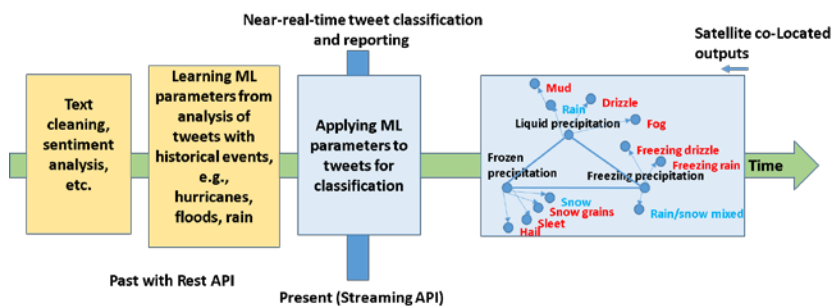 Near-real-time tweet classification
and reporting
Satellite co-Located
outputs
Text
cleaning,
sentiment
analysis,
etc.
Learning ML
parameters from
analysis of
tweets with
historical events,
e.g.,
hurricanes,
floods, rain
Applying ML
parameters to
tweets for
classification
Mud
Rain
Drizzle
Liquid precipitation
Fog
Freezing drizzle
Freezing rain
Frozen
precipitation
Freezing precipitation
Snow
Snow grains
Sleet
Hail
Rain/snow mixed
Time
Past with Rest API
Present (Streaming API)